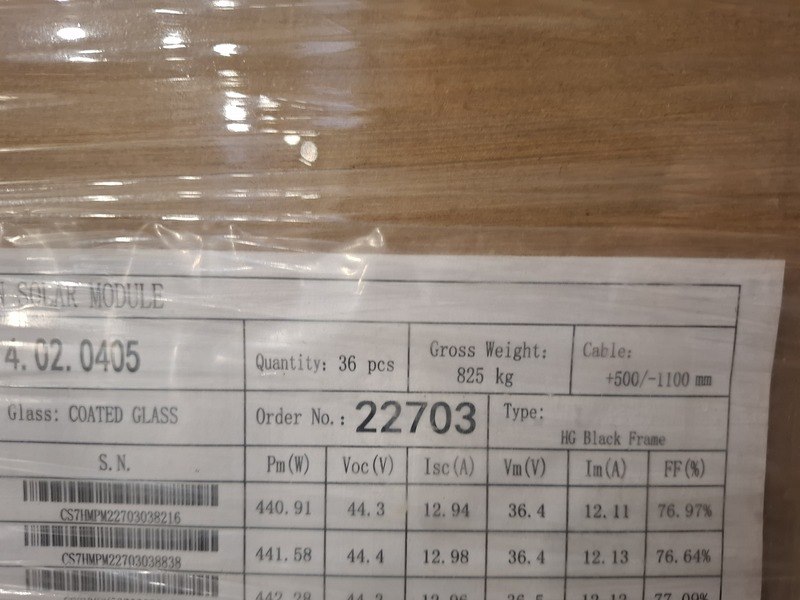 SOLAR MODULE
4.02.0405
Quantity: 36 pcs
Gross Weight: 825 kg
Cable: +500/-1100 mm
Glass: COATED GLASS
Order No.: 22703
Type: HG Black Frame
S.N. Pm(W) Voc(V) Isc(A) Vm(V) Im(A) FF(%)
440.91 44.3 12.94 36.4 12.11 76.97%
CS7HMPM22703038216
441.58 44.4 12.98 36.4 12.13 76.64%
CS7HMPM22703038838